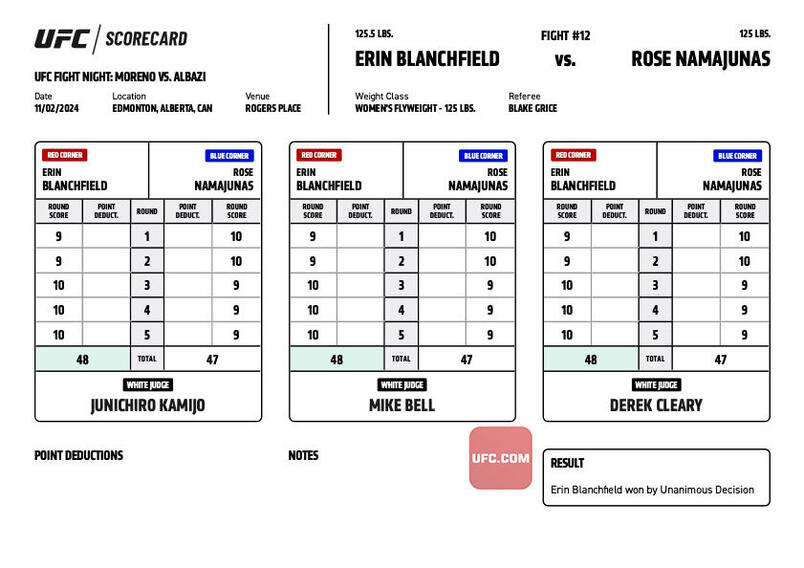 UFC SCORECARD
UFC FIGHT NIGHT: MORENO VS. ALBAZI
Date Location Venue
11/02/2024 EDMONTON, ALBERTA, CAN ROGERS PLACE
125.5 LBS. FIGHT #12 125 LBS.
ERIN BLANCHFIELD vs. ROSE NAMAJUNAS
Weight Class Referee
WOMEN'S FLYWEIGHT - 125 LBS. BLAKE GRICE
RED CORNER BLUE CORNER
ERIN ROSE
BLANCHFIELD NAMAJUNAS
ROUND POINT ROUND POINT ROUND
SCORE DEDUCT. DEDUCT. SCORE
9 1 10
9 2 10
10 3 9
10 4 9
10 5 9
48 TOTAL 47
WHITE JUDGE
JUNICHIRO KAMIJO
RED CORNER BLUE CORNER
ERIN ROSE
BLANCHFIELD NAMAJUNAS
ROUND POINT ROUND POINT ROUND
SCORE DEDUCT. DEDUCT. SCORE
9 1 10
9 2 10
10 3 9
10 4 9
10 5 9
48 TOTAL 47
WHITE JUDGE
MIKE BELL
RED CORNER BLUE CORNER
ERIN ROSE
BLANCHFIELD NAMAJUNAS
ROUND POINT ROUND POINT ROUND
SCORE DEDUCT. DEDUCT. SCORE
9 1 10
9 2 10
10 3 9
10 4 9
10 5 9
48 TOTAL 47
WHITE JUDGE
DEREK CLEARY
POINT DEDUCTIONS
NOTES
UFC.COM
RESULT
Erin Blanchfield won by Unanimous Decision